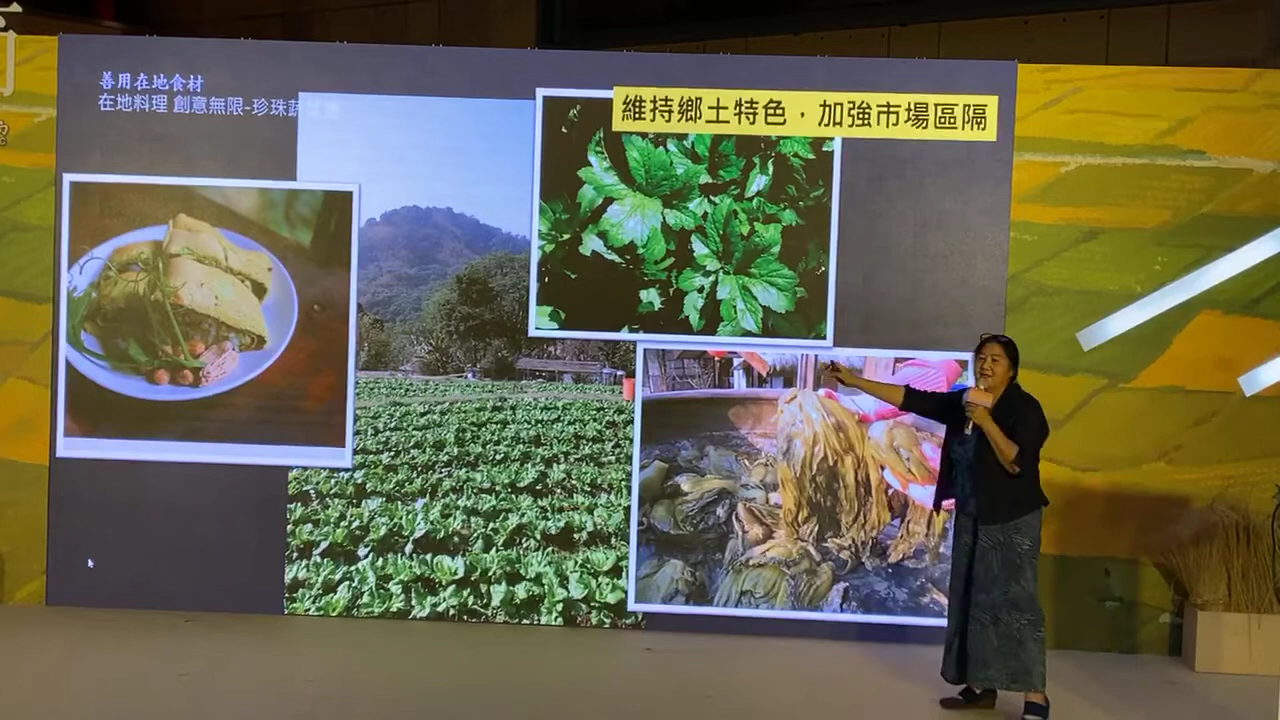 善用在地食材
在地料理 創意無限-珍珠蔬
維持鄉土特色，加強市場區隔